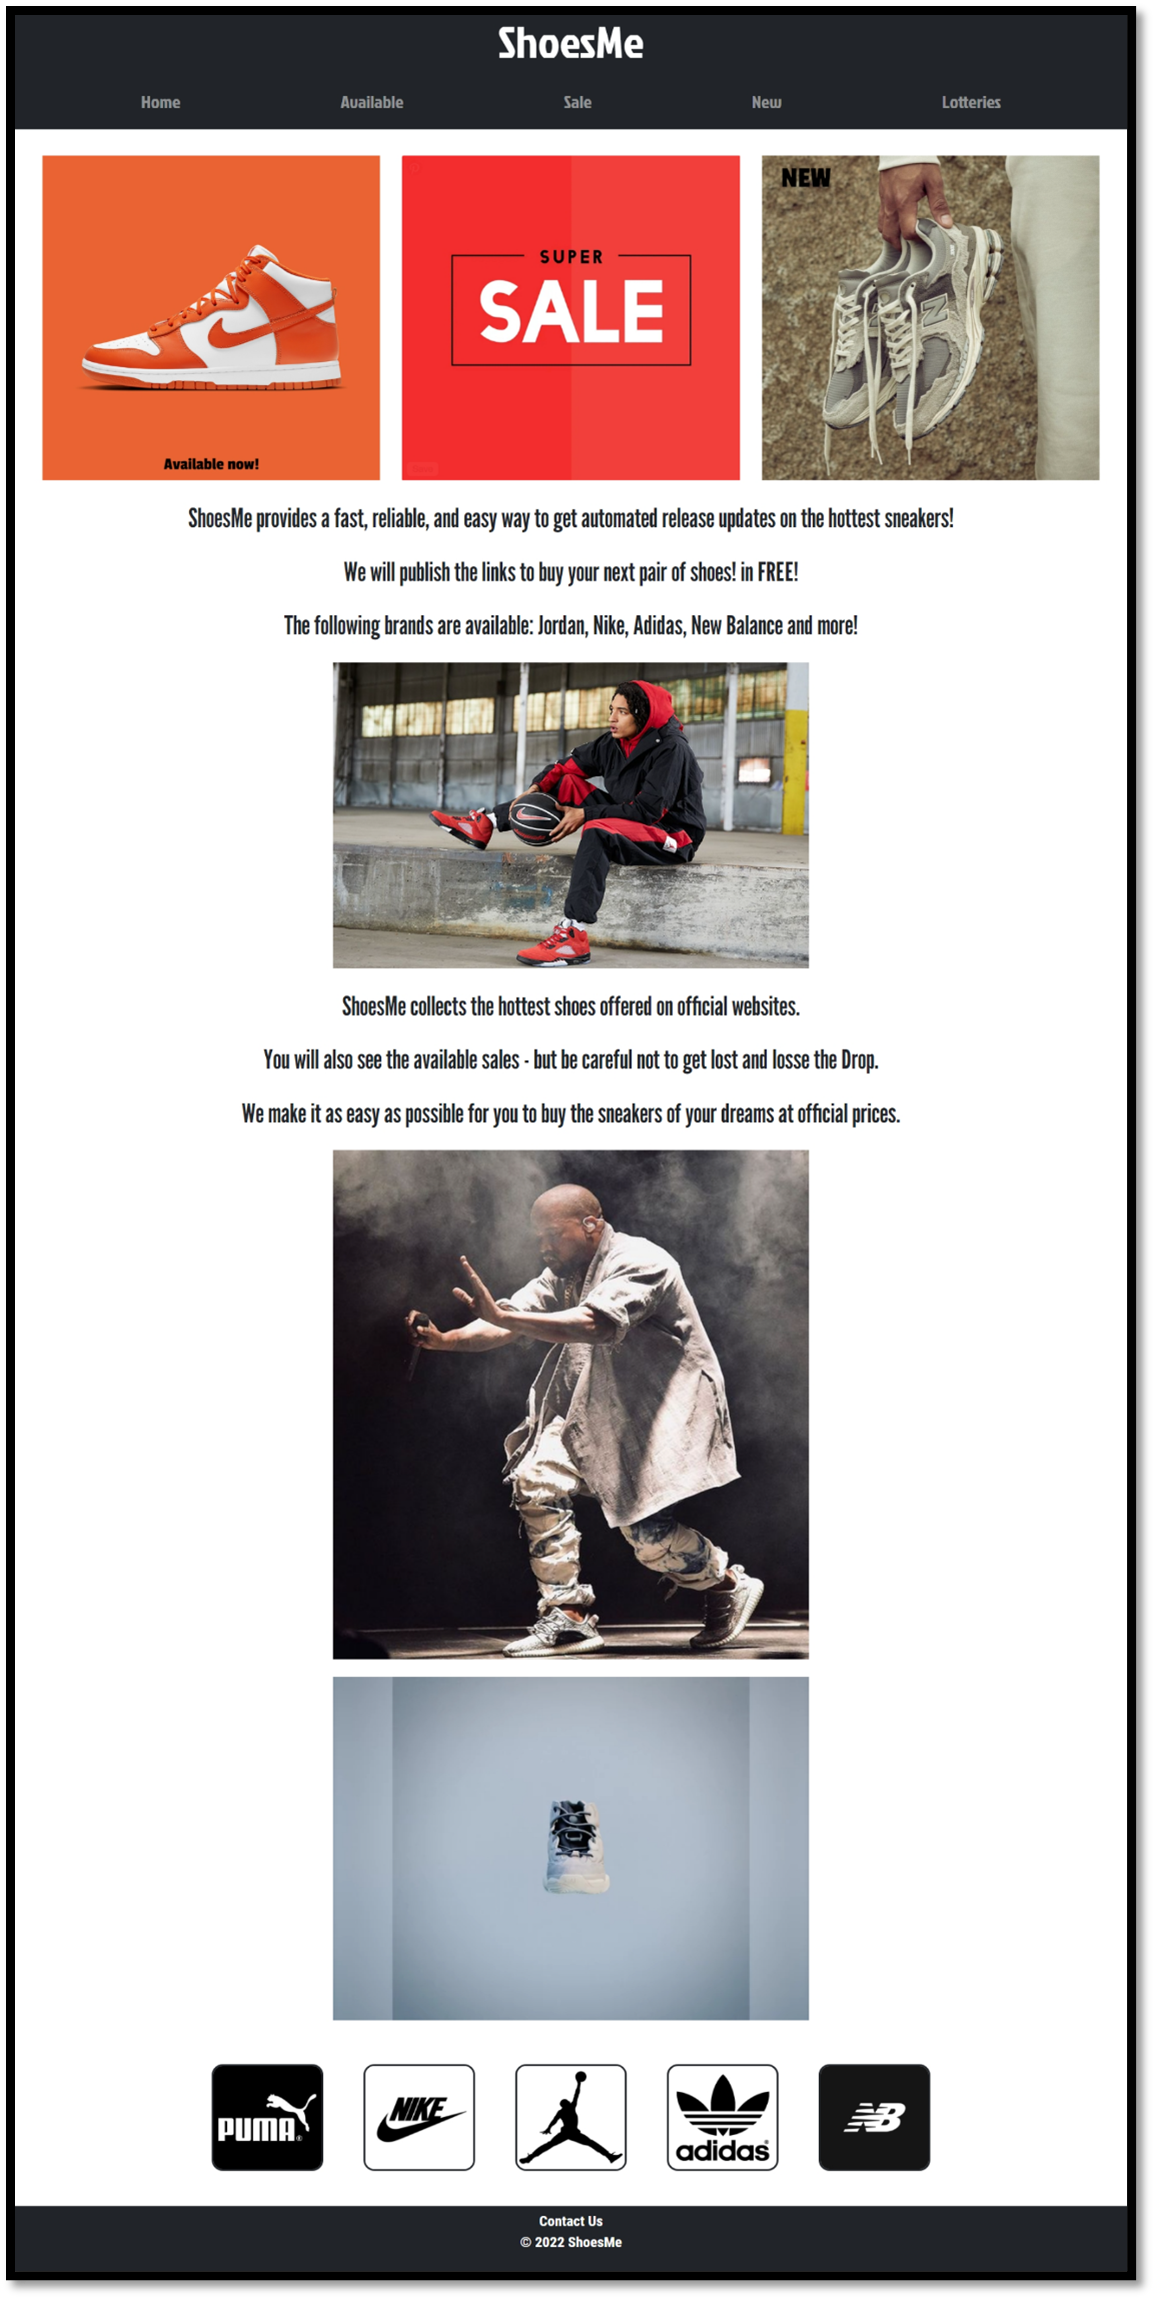 ShoesMe
Home Available Sale New Lotteries
Available now!
SUPER
SALE
NEW
ShoesMe provides a fast, reliable, and easy way to get automated release updates on the hottest sneakers!
We will publish the links to buy your next pair of shoes! in FREE!
The following brands are available: Jordan, Nike, Adidas, New Balance and more!
ShoesMe collects the hottest shoes offered on official websites.
You will also see the available sales - but be careful not to get lost and losse the Drop.
We make it as easy as possible for you to buy the sneakers of your dreams at official prices.
PUMA®
NIKE
adidas®
NB
Contact Us
© 2022 ShoesMe